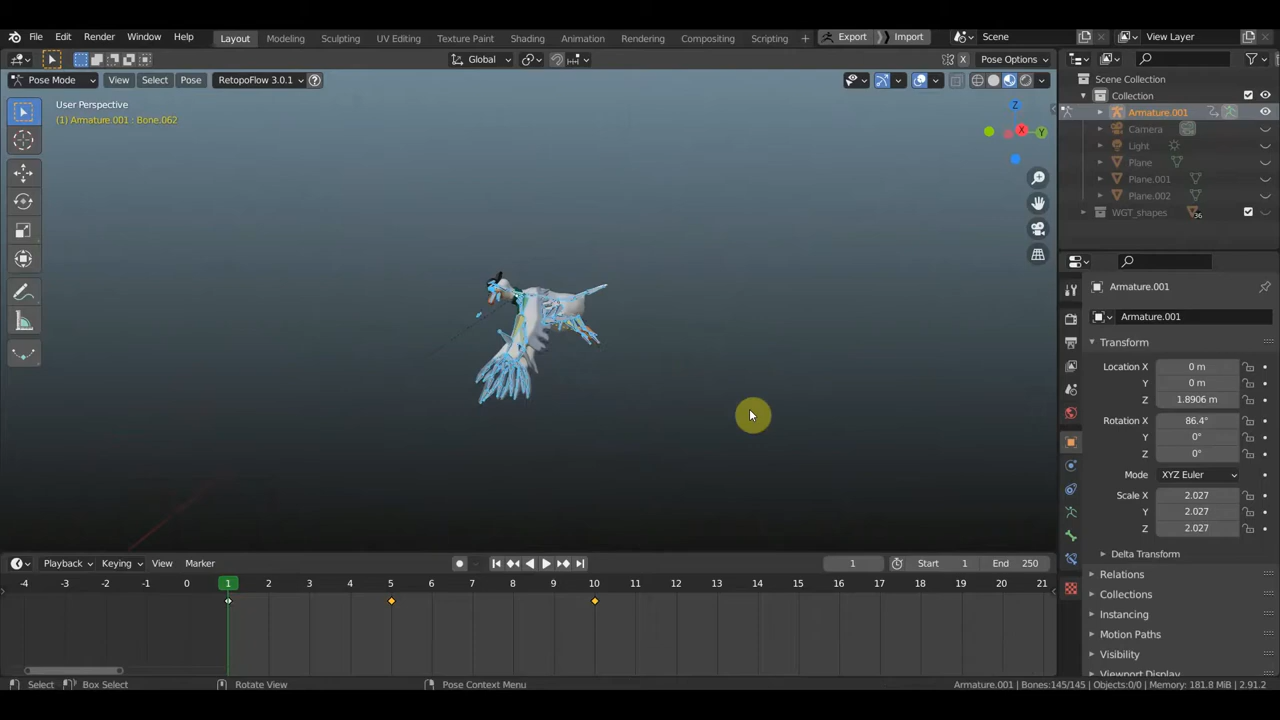 File Edit Render Window Help Layout Modeling Sculpting UV Editing Texture Paint Shading Animation Rendering Compositing Scripting + Export Import Scene View Layer
Global Pose Options
Pose Mode View Select Pose RetopoFlow 3.0.1
User Perspective
(1) Armature.001 : Bone.062
Z
X
Y
Scene Collection
Collection
Armature.001
Camera
Light
Plane
Plane.001
Plane.002
WGT_shapes 36
Armature.001
Armature.001
Transform
Location X 0 m
Y 0 m
Z 1.8906 m
Rotation X 86.4°
Y 0°
Z 0°
Mode XYZ Euler
Scale X 2.027
Y 2.027
Z 2.027
Delta Transform
Relations
Collections
Instancing
Motion Paths
Visibility
Viewport Display
Playback Keying View Marker 1 Start 1 End 250
-4 -3 -2 -1 0 1 2 3 4 5 6 7 8 9 10 11 12 13 14 15 16 17 18 19 20 21
Select Box Select Rotate View Pose Context Menu Armature.001 | Bones:145/145 | Objects:0/0 | Memory: 181.8 MiB | 2.91.2